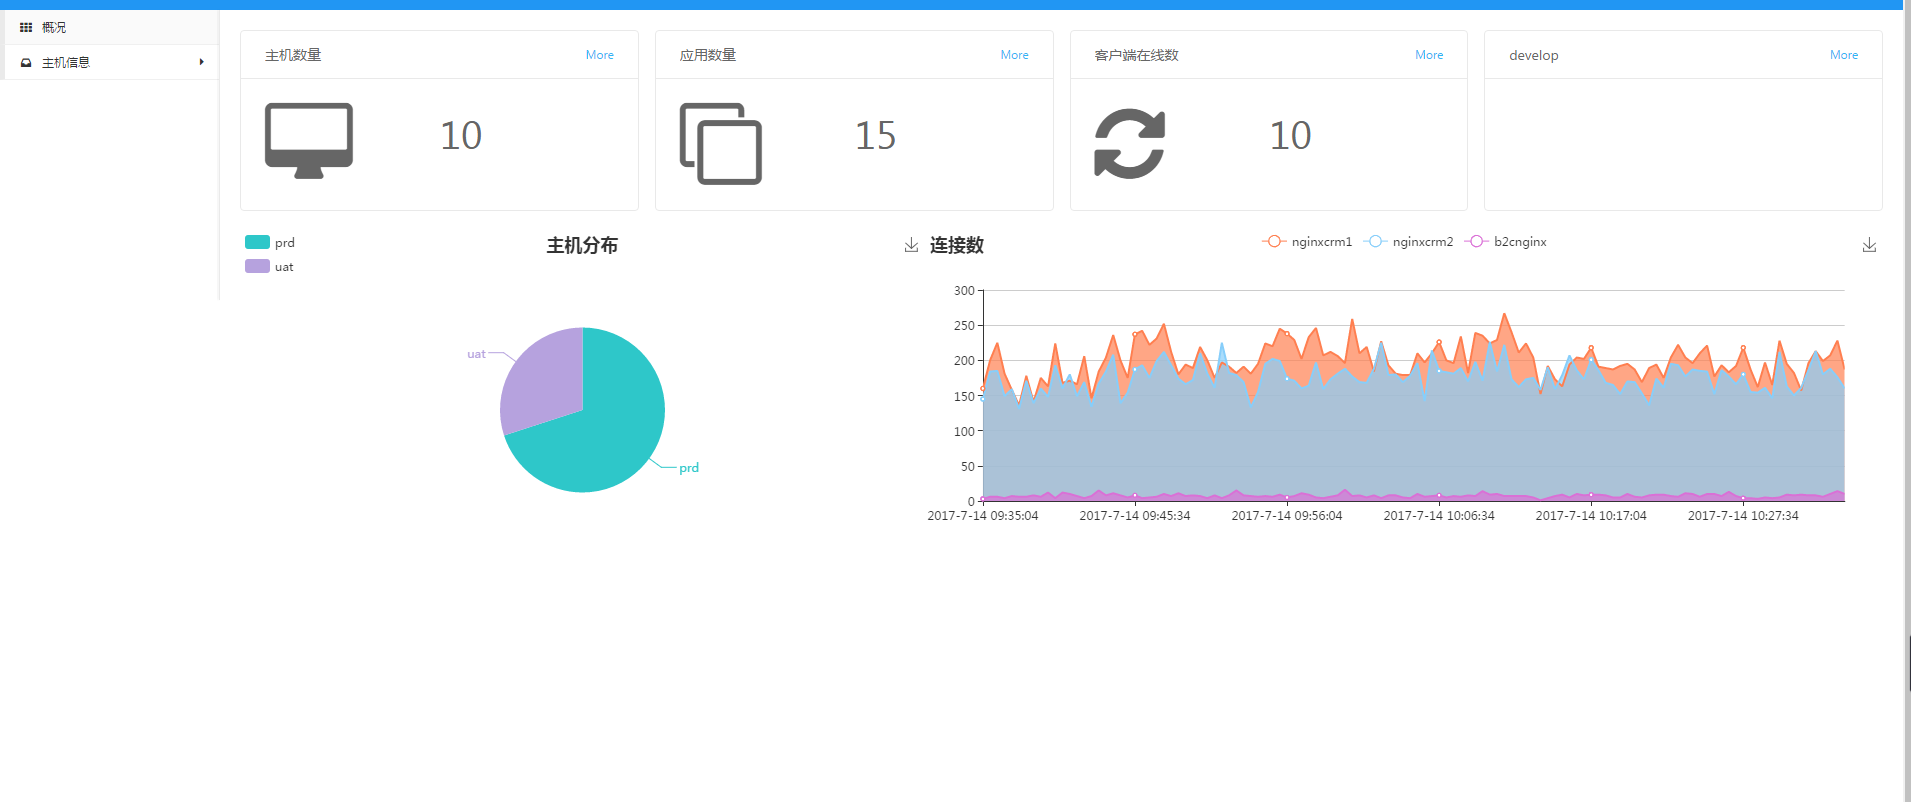 概况
主机信息
主机数量 More
10
应用数量 More
15
客户端在线数 More
10
develop More
prd
uat
主机分布
uat
prd
连接数
nginxcrm1 nginxcrm2 b2cnginx
300
250
200
150
100
50
0
2017-7-14 09:35:04 2017-7-14 09:45:34 2017-7-14 09:56:04 2017-7-14 10:06:34 2017-7-14 10:17:04 2017-7-14 10:27:34